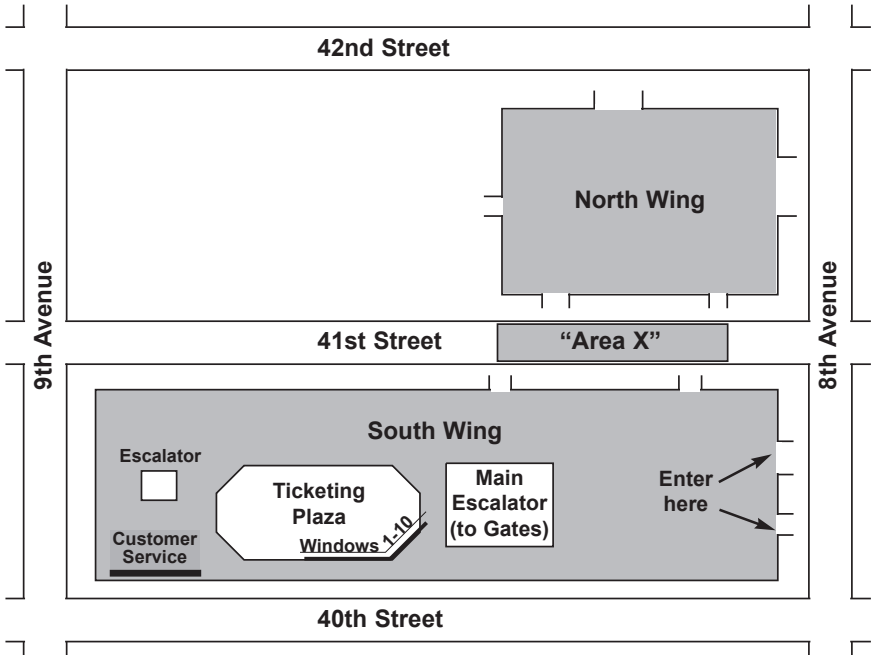 42nd Street
North Wing
9th Avenue
8th Avenue
41st Street
“Area X”
South Wing
Escalator
Ticketing
Plaza
Windows 1-10
Main
Escalator
(to Gates)
Enter
here
Customer
Service
40th Street